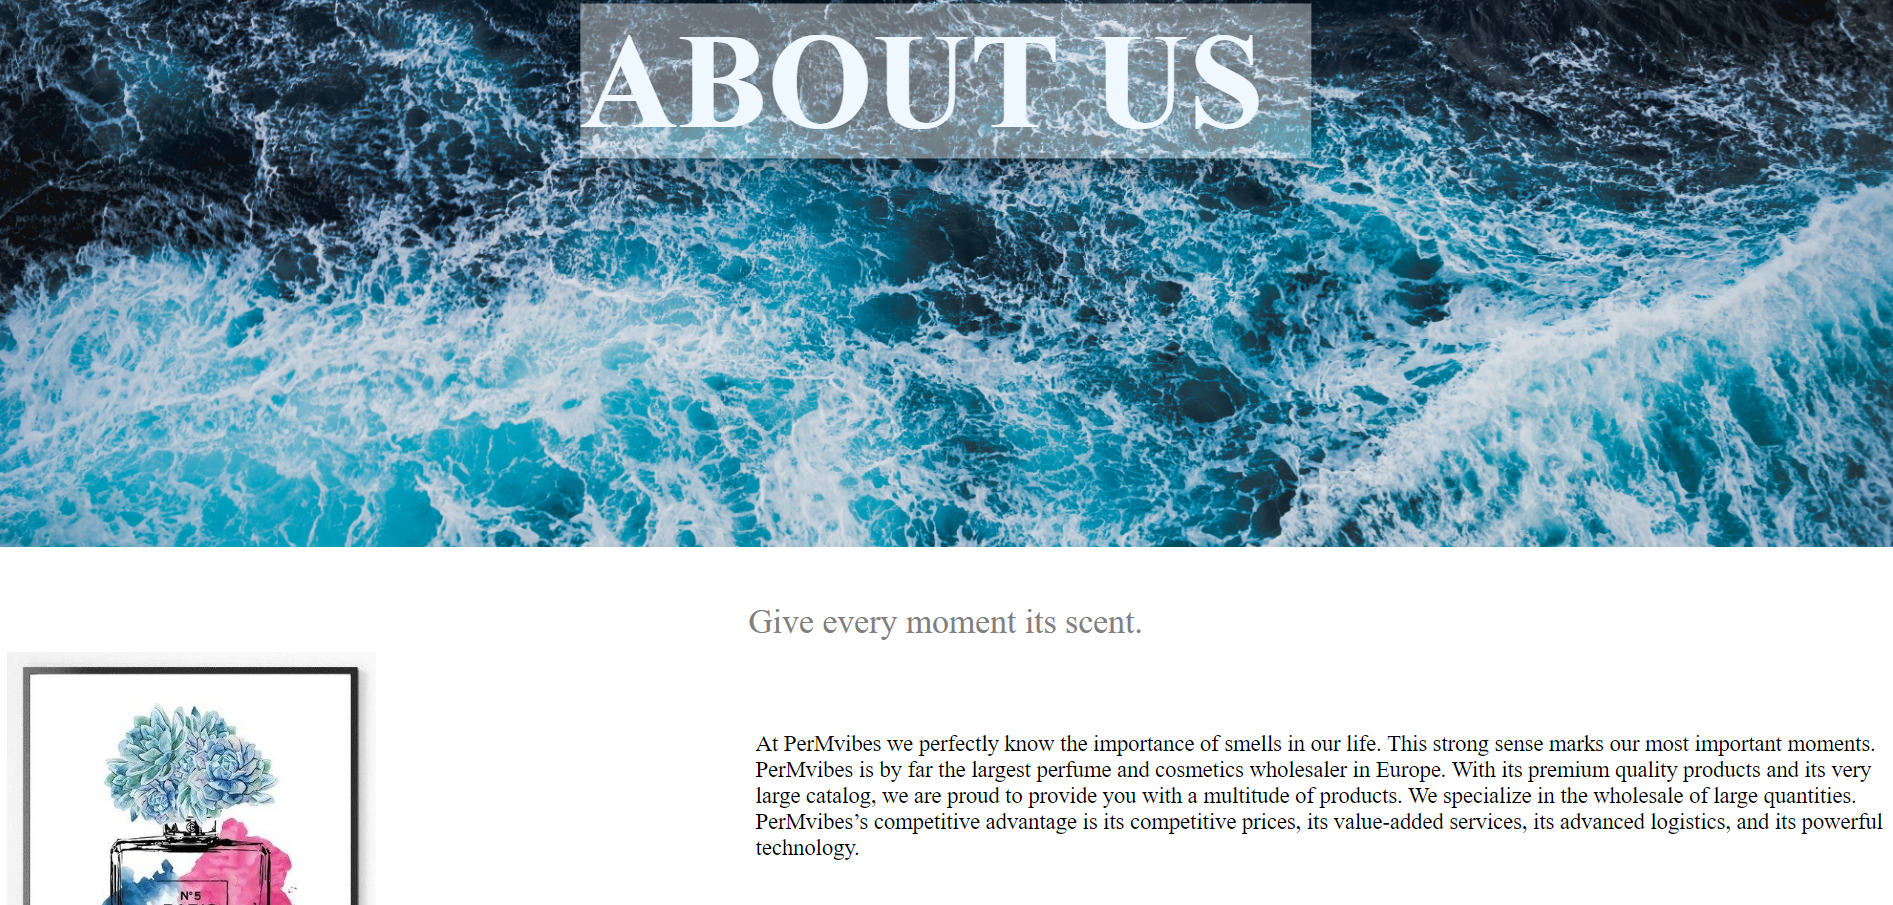 ABOUT US
Give every moment its scent.
At PerMvibes we perfectly know the importance of smells in our life. This strong sense marks our most important moments.
PerMvibes is by far the largest perfume and cosmetics wholesaler in Europe. With its premium quality products and its very
large catalog, we are proud to provide you with a multitude of products. We specialize in the wholesale of large quantities.
PerMvibes’s competitive advantage is its competitive prices, its value-added services, its advanced logistics, and its powerful
technology.
N°5